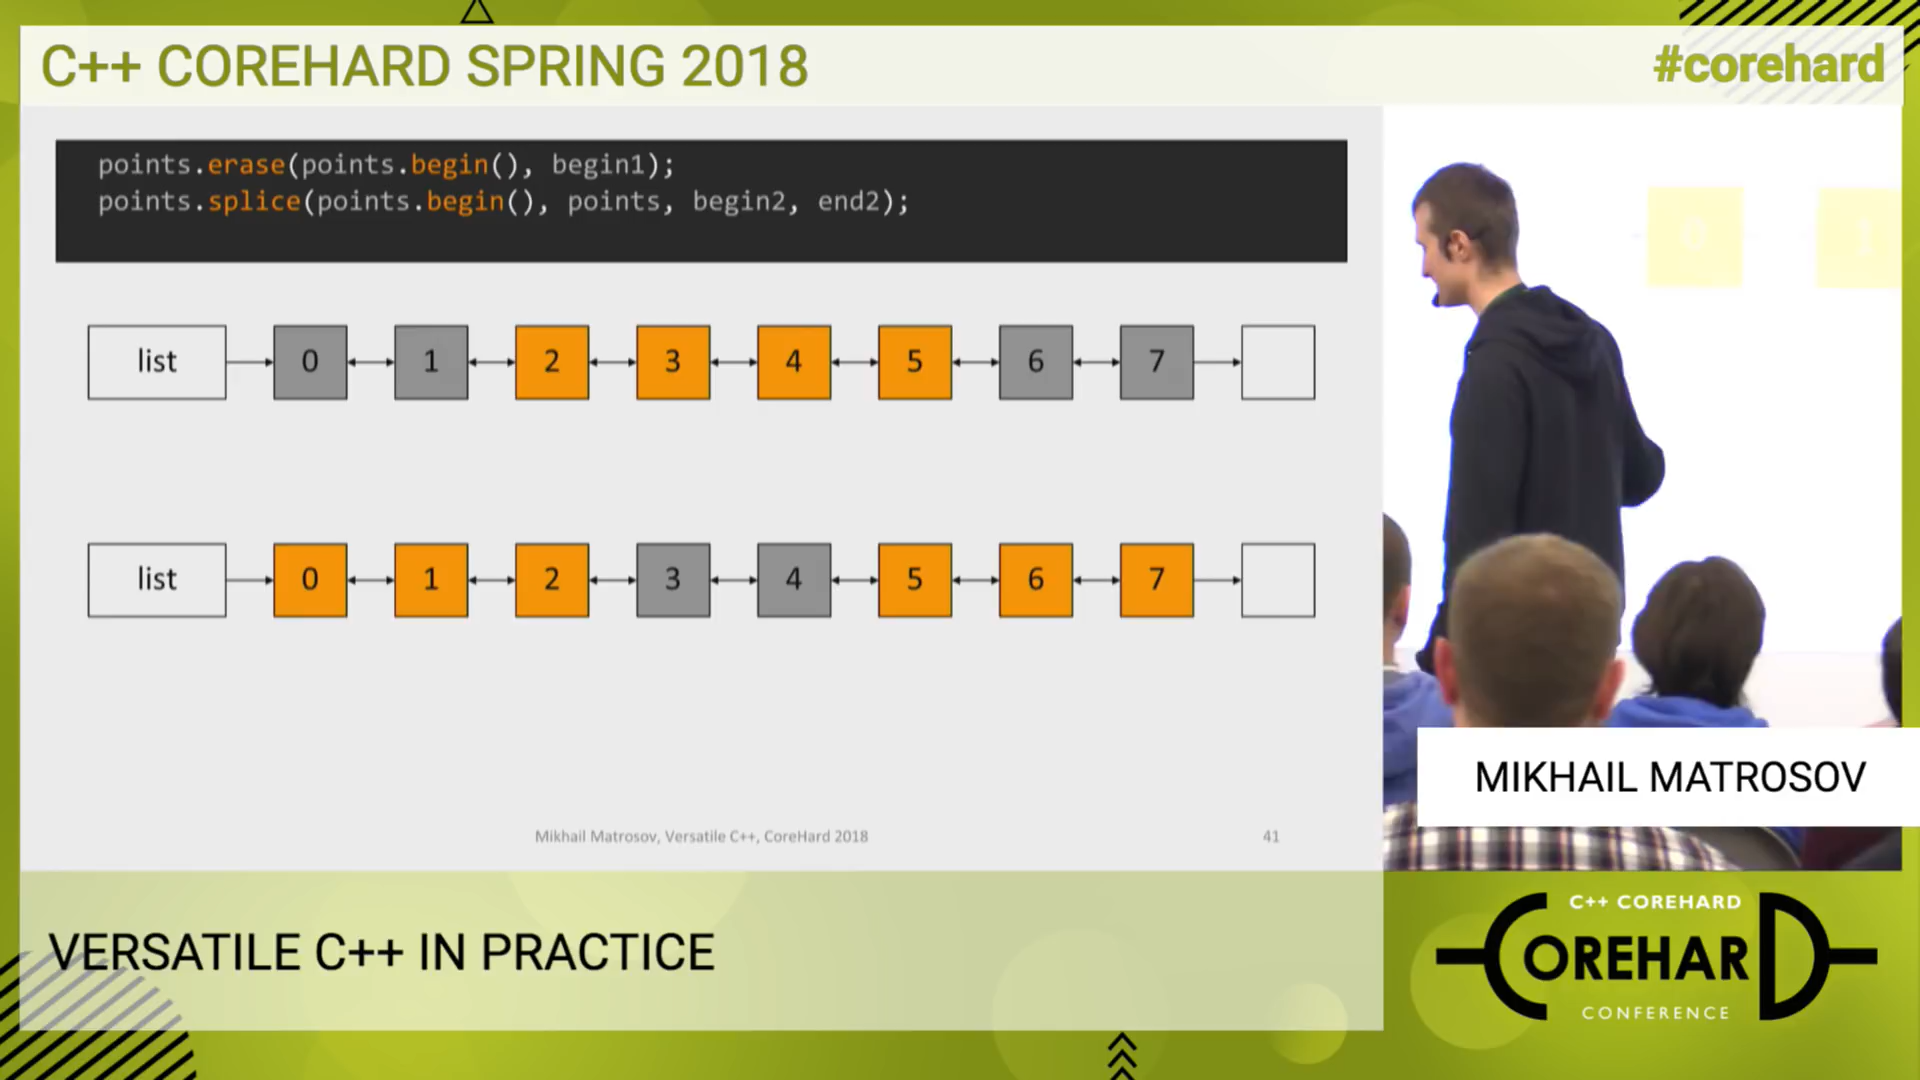 C++ COREHARD SPRING 2018
#corehard
points.erase(points.begin(), begin1);
points.splice(points.begin(), points, begin2, end2);
list 0 1 2 3 4 5 6 7
list 0 1 2 3 4 5 6 7
Mikhail Matrosov, Versatile C++, CoreHard 2018
41
0 1
MIKHAIL MATROSOV
VERSATILE C++ IN PRACTICE
C++ COREHARD
COREHARD
CONFERENCE